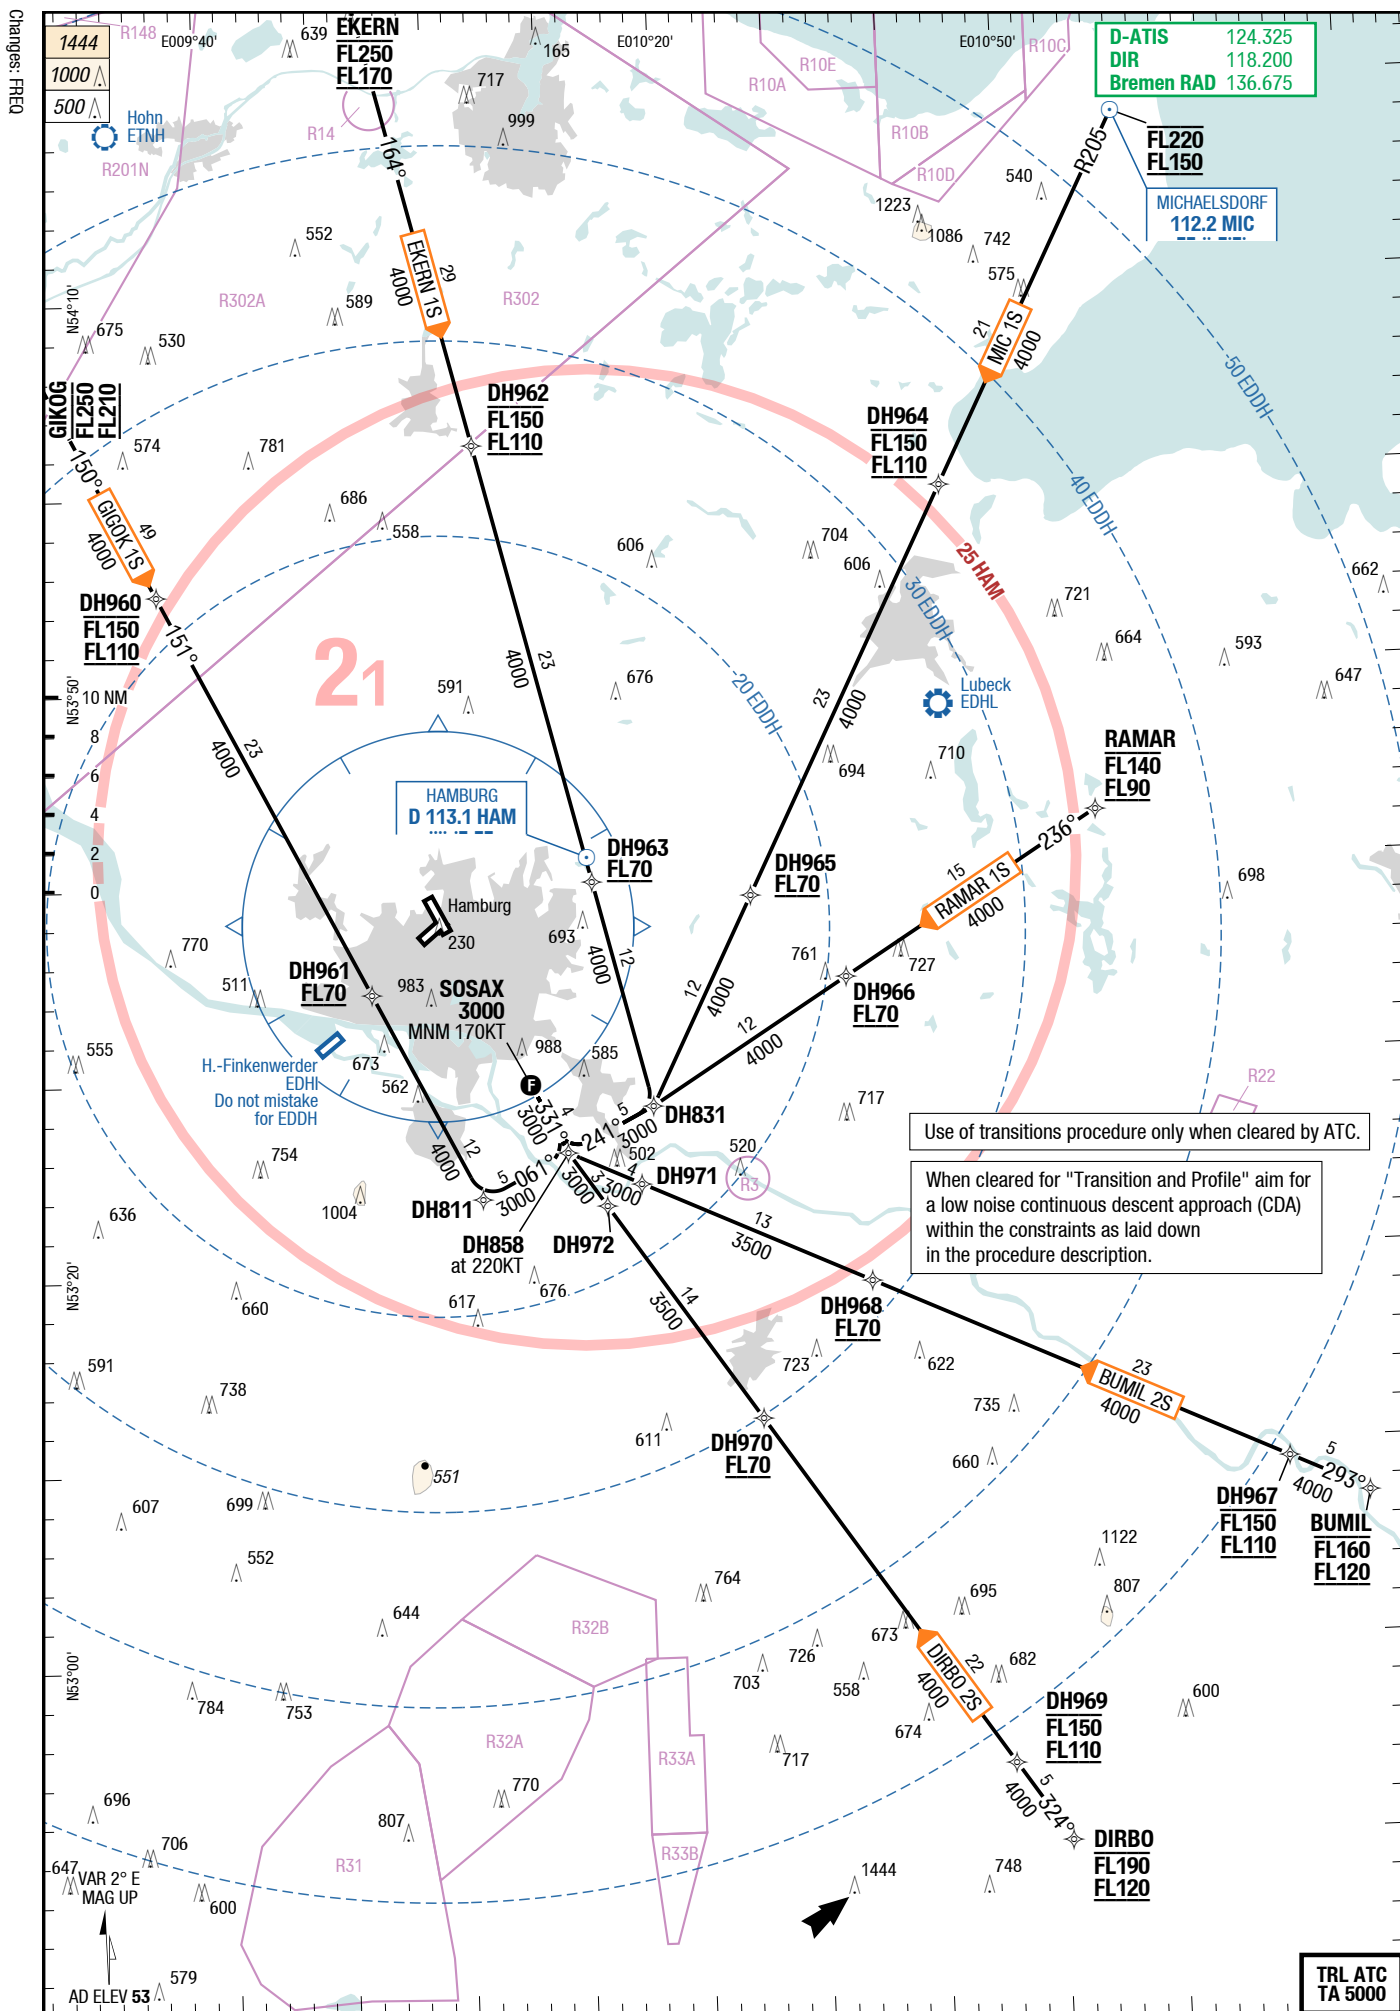 Changes: FREQ
1444
1000
500
R148
E009°40'
639
EKERN
FL250
FL170
165
E010°20'
E010°50'
R10C
R10E
R10A
D-ATIS 124.325
DIR 118.200
Bremen RAD 136.675
Hohn
ETNH
R201N
R14
717
999
164°
R10B
R10D
R205
FL220
FL150
540
MICHAELSDORF
112.2 MIC
1223
1086
742
575
552
R302A
R302
589
EKERN 1S
29
4000
N54°10'
675
530
MIC 1S
21
4000
50 EDDH
GIKOG
FL250
FL210
574
781
150°
GIGOK 1S
49
4000
DH962
FL150
FL110
DH964
FL150
FL110
686
558
606
704
606
40 EDDH
25 HAM
30 EDDH
662
721
664
593
647
DH960
FL150
FL110
151°
21
23
4000
591
676
20 EDDH
23
4000
Lubeck
EDHL
N53°50'
10 NM
8
6
4
2
0
23
4000
694
710
RAMAR
FL140
FL90
236°
HAMBURG
D 113.1 HAM
DH963
FL70
DH965
FL70
15
RAMAR 1S
4000
698
Hamburg
230
693
12
4000
770
511
DH961
FL70
983
SOSAX
3000
MNM 170KT
12
4000
761
727
DH966
FL70
12
4000
555
H.-Finkenwerder
EDHI
Do not mistake
for EDDH
673
562
988
585
F
331°
4
3000
241°
5
3000
DH831
717
R22
Use of transitions procedure only when cleared by ATC.
754
1004
12
4000
061°
5
3000
502
520
R3
4
3000
DH971
3
3000
When cleared for "Transition and Profile" aim for
a low noise continuous descent approach (CDA)
within the constraints as laid down
in the procedure description.
636
DH811
DH858
at 220KT
DH972
13
3500
N53°20'
660
676
617
14
3500
DH968
FL70
591
738
723
622
23
BUMIL 2S
4000
735
611
DH970
FL70
660
551
5
293°
4000
607
699
DH967
FL150
FL110
BUMIL
FL160
FL120
552
1122
807
764
695
644
R32B
673
726
703
558
682
22
DIRBO 2S
4000
N53°00'
784
753
674
600
DH969
FL150
FL110
R32A
R33A
717
5
324°
4000
770
696
807
706
DIRBO
FL190
FL120
R31
R33B
647
VAR 2° E
MAG UP
600
1444
748
579
AD ELEV 53
TRL ATC
TA 5000